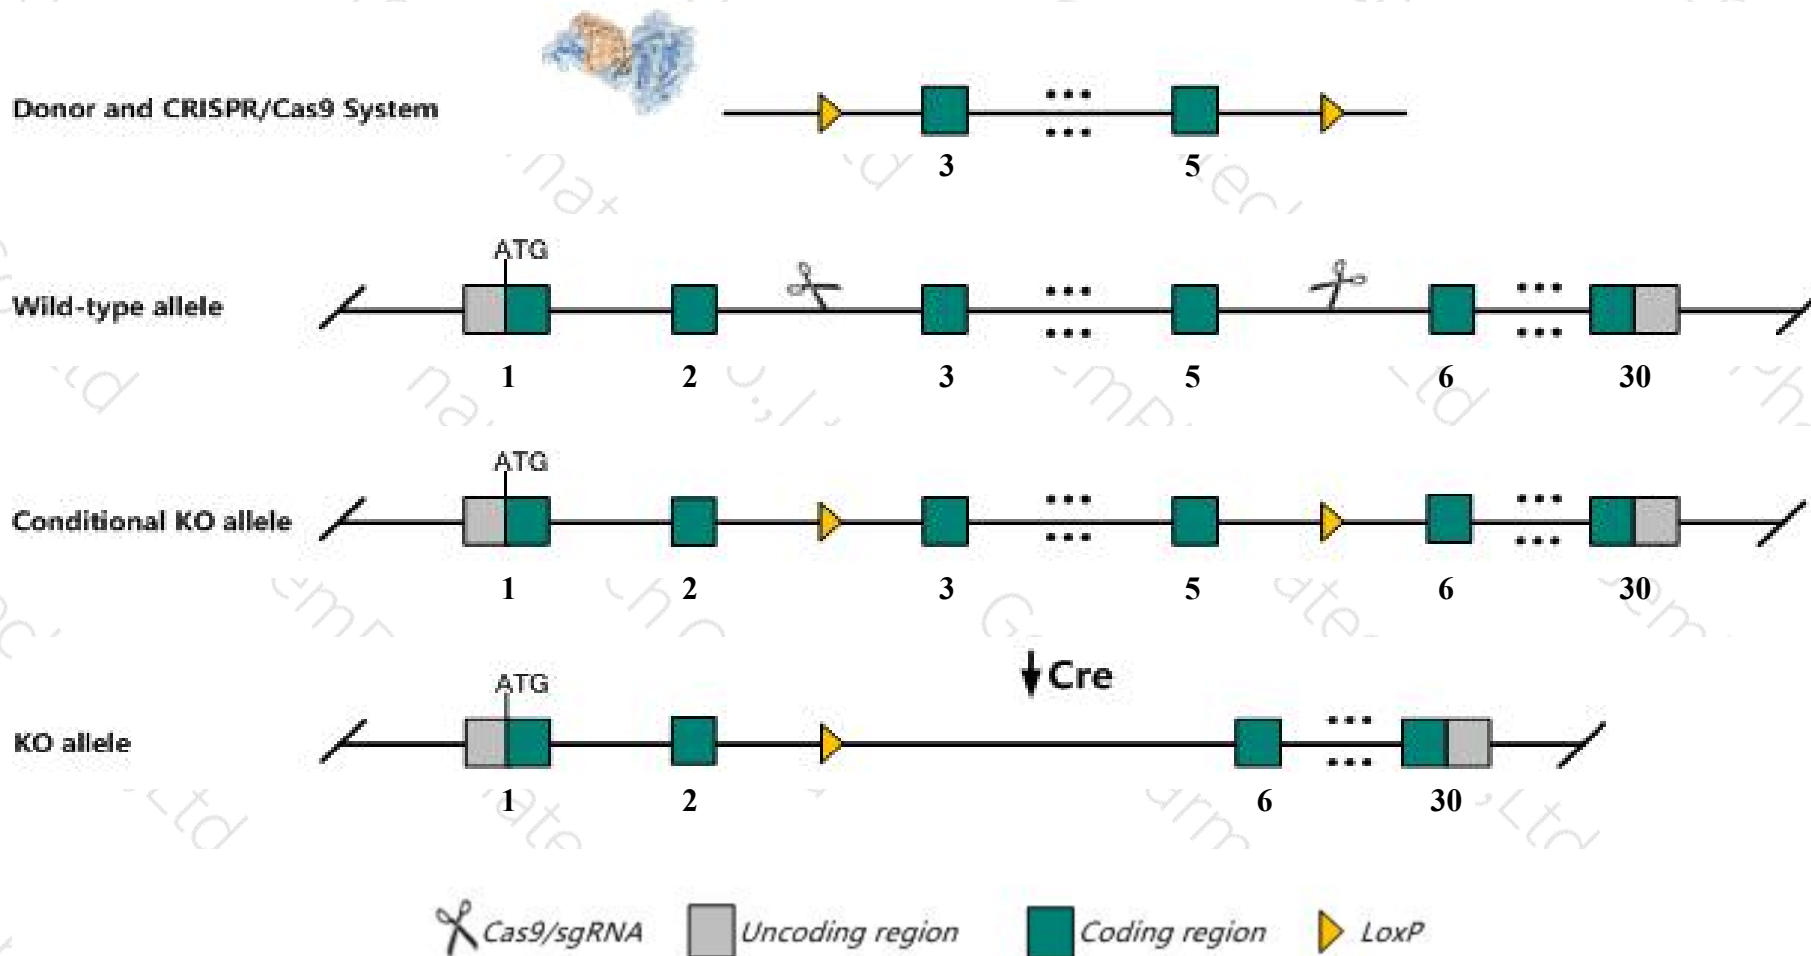 Donor and CRISPR/Cas9 System
3 5
ATG
Wild-type allele
1 2 3 5 6 30
ATG
Conditional KO allele
1 2 3 5 6 30
Cre
ATG
KO allele
1 2 6 30
Cas9/sgRNA Uncoding region Coding region LoxP